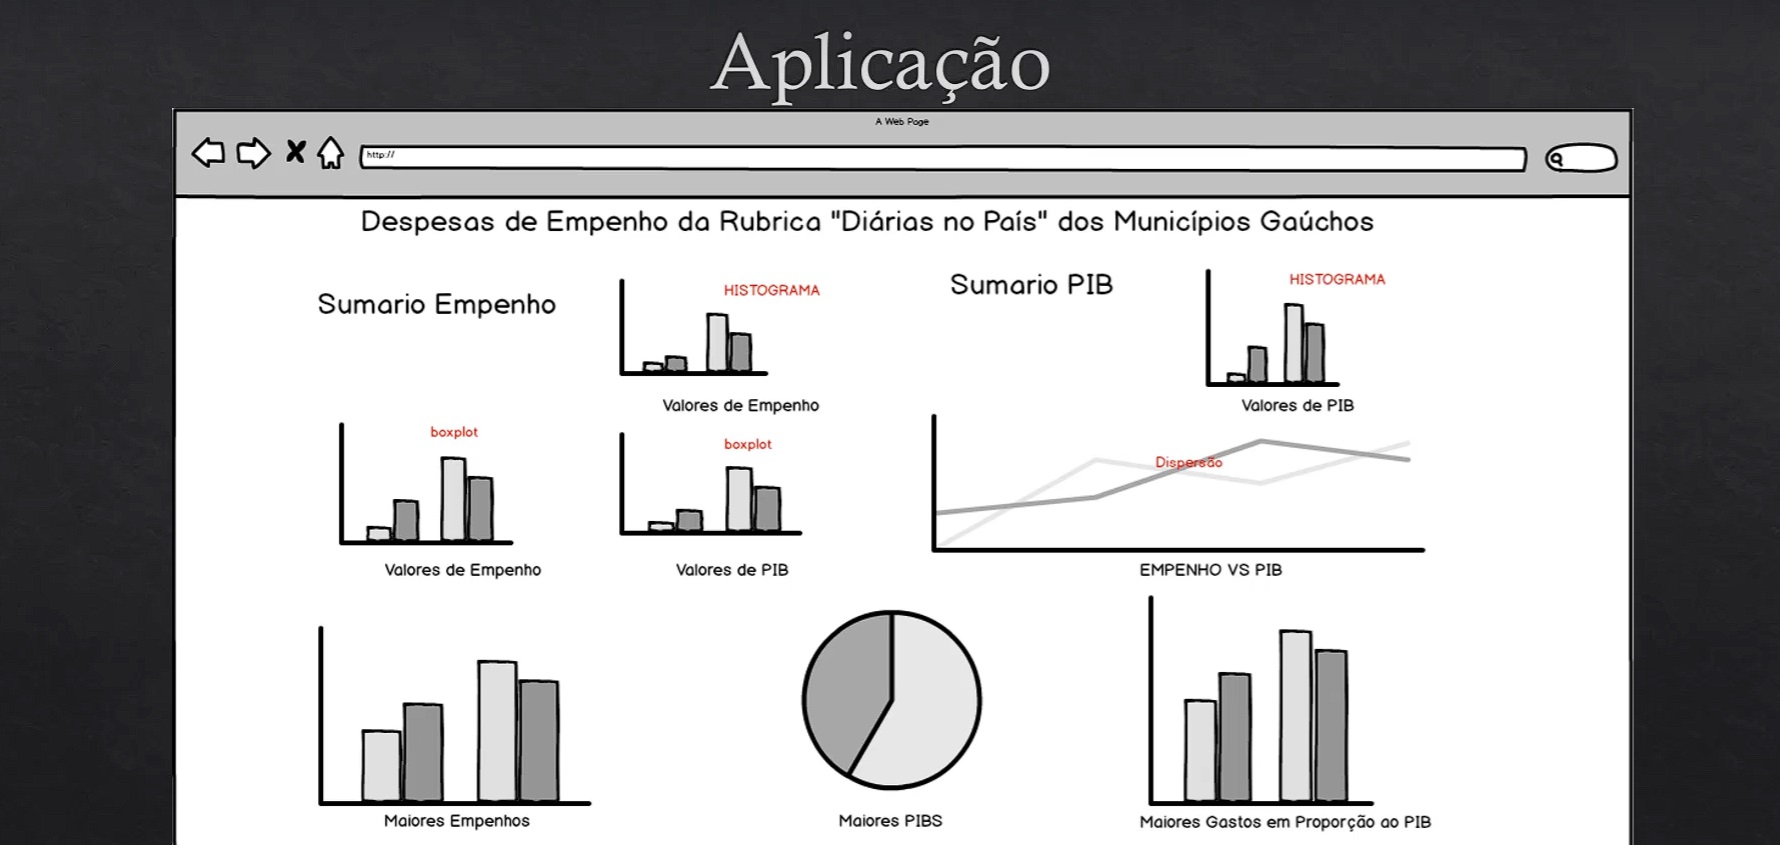 Aplicação
A Web Page
http://
Despesas de Empenho da Rubrica "Diárias no País" dos Municípios Gaúchos
Sumario Empenho
HISTOGRAMA
Valores de Empenho
Sumario PIB
HISTOGRAMA
Valores de PIB
boxplot
Valores de Empenho
boxplot
Valores de PIB
Dispersão
EMPENHO VS PIB
Maiores Empenhos
Maiores PIBS
Maiores Gastos em Proporção ao PIB